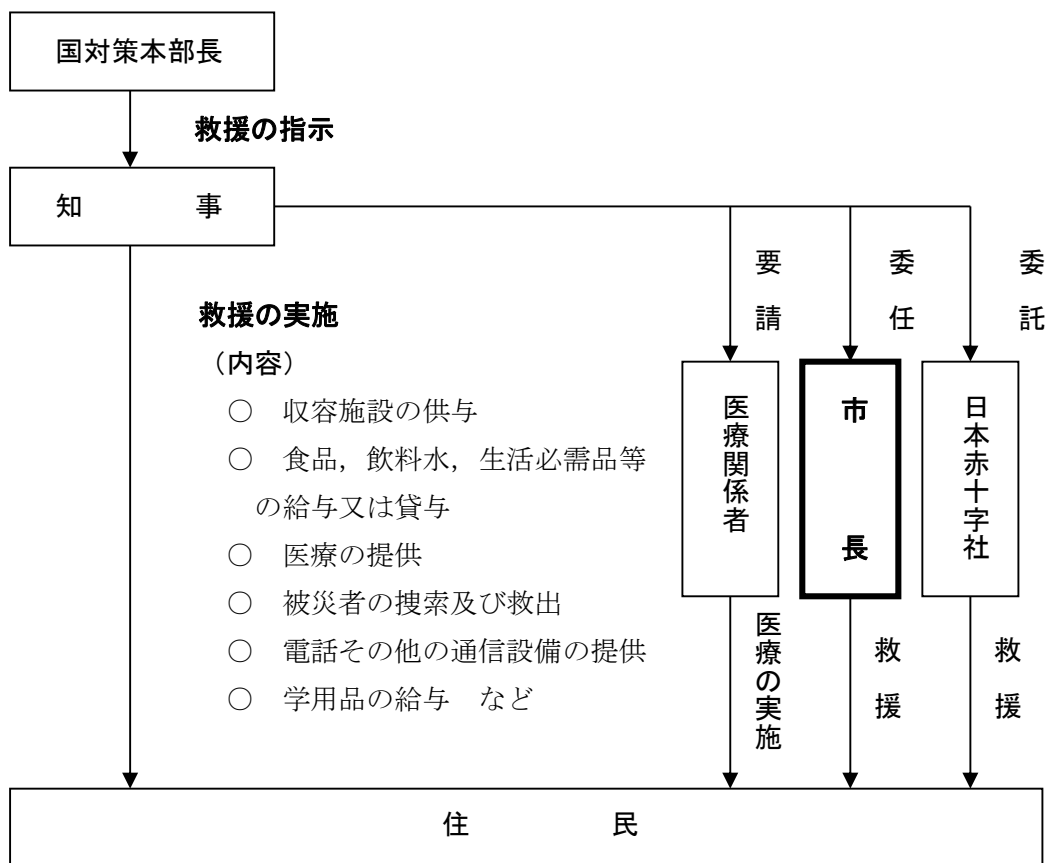 国対策本部長
救援の指示
知　　　事
要請
委任
委託
救援の実施
（内容）
○　収容施設の供与
○　食品，飲料水，生活必需品等
の給与又は貸与
○　医療の提供
○　被災者の捜索及び救出
○　電話その他の通信設備の提供
○　学用品の給与　など
医療関係者
市長
日本赤十字社
医療の実施
救援
救援
住　　　民